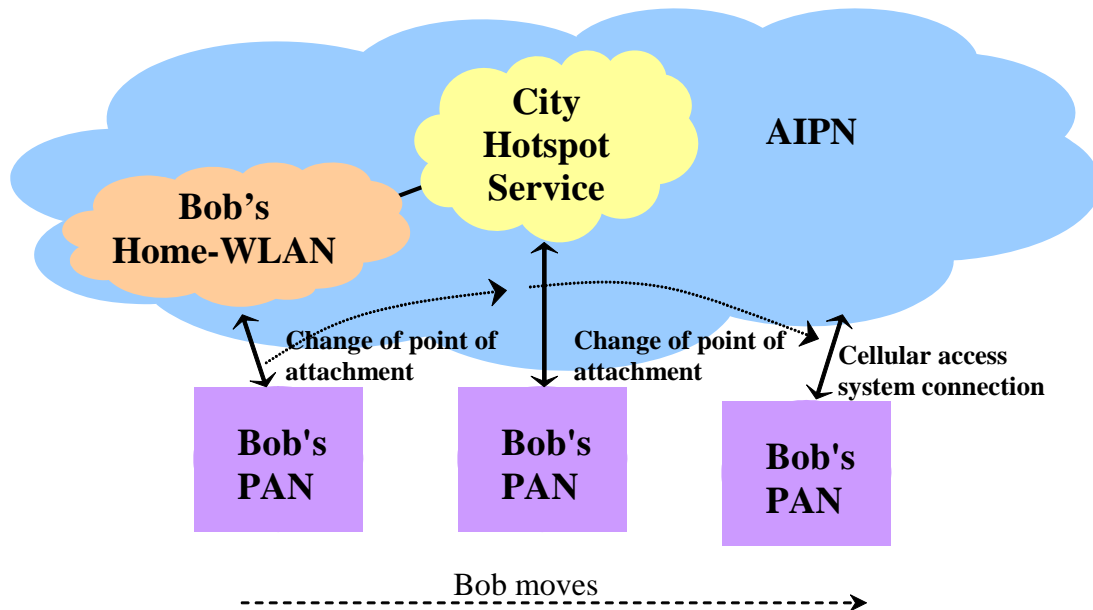 City
Hotspot
Service
AIPN
Bob’s
Home-WLAN
Change of point of
attachment
Change of point of
attachment
Cellular access
system connection
Bob's
PAN
Bob's
PAN
Bob's
PAN
Bob moves